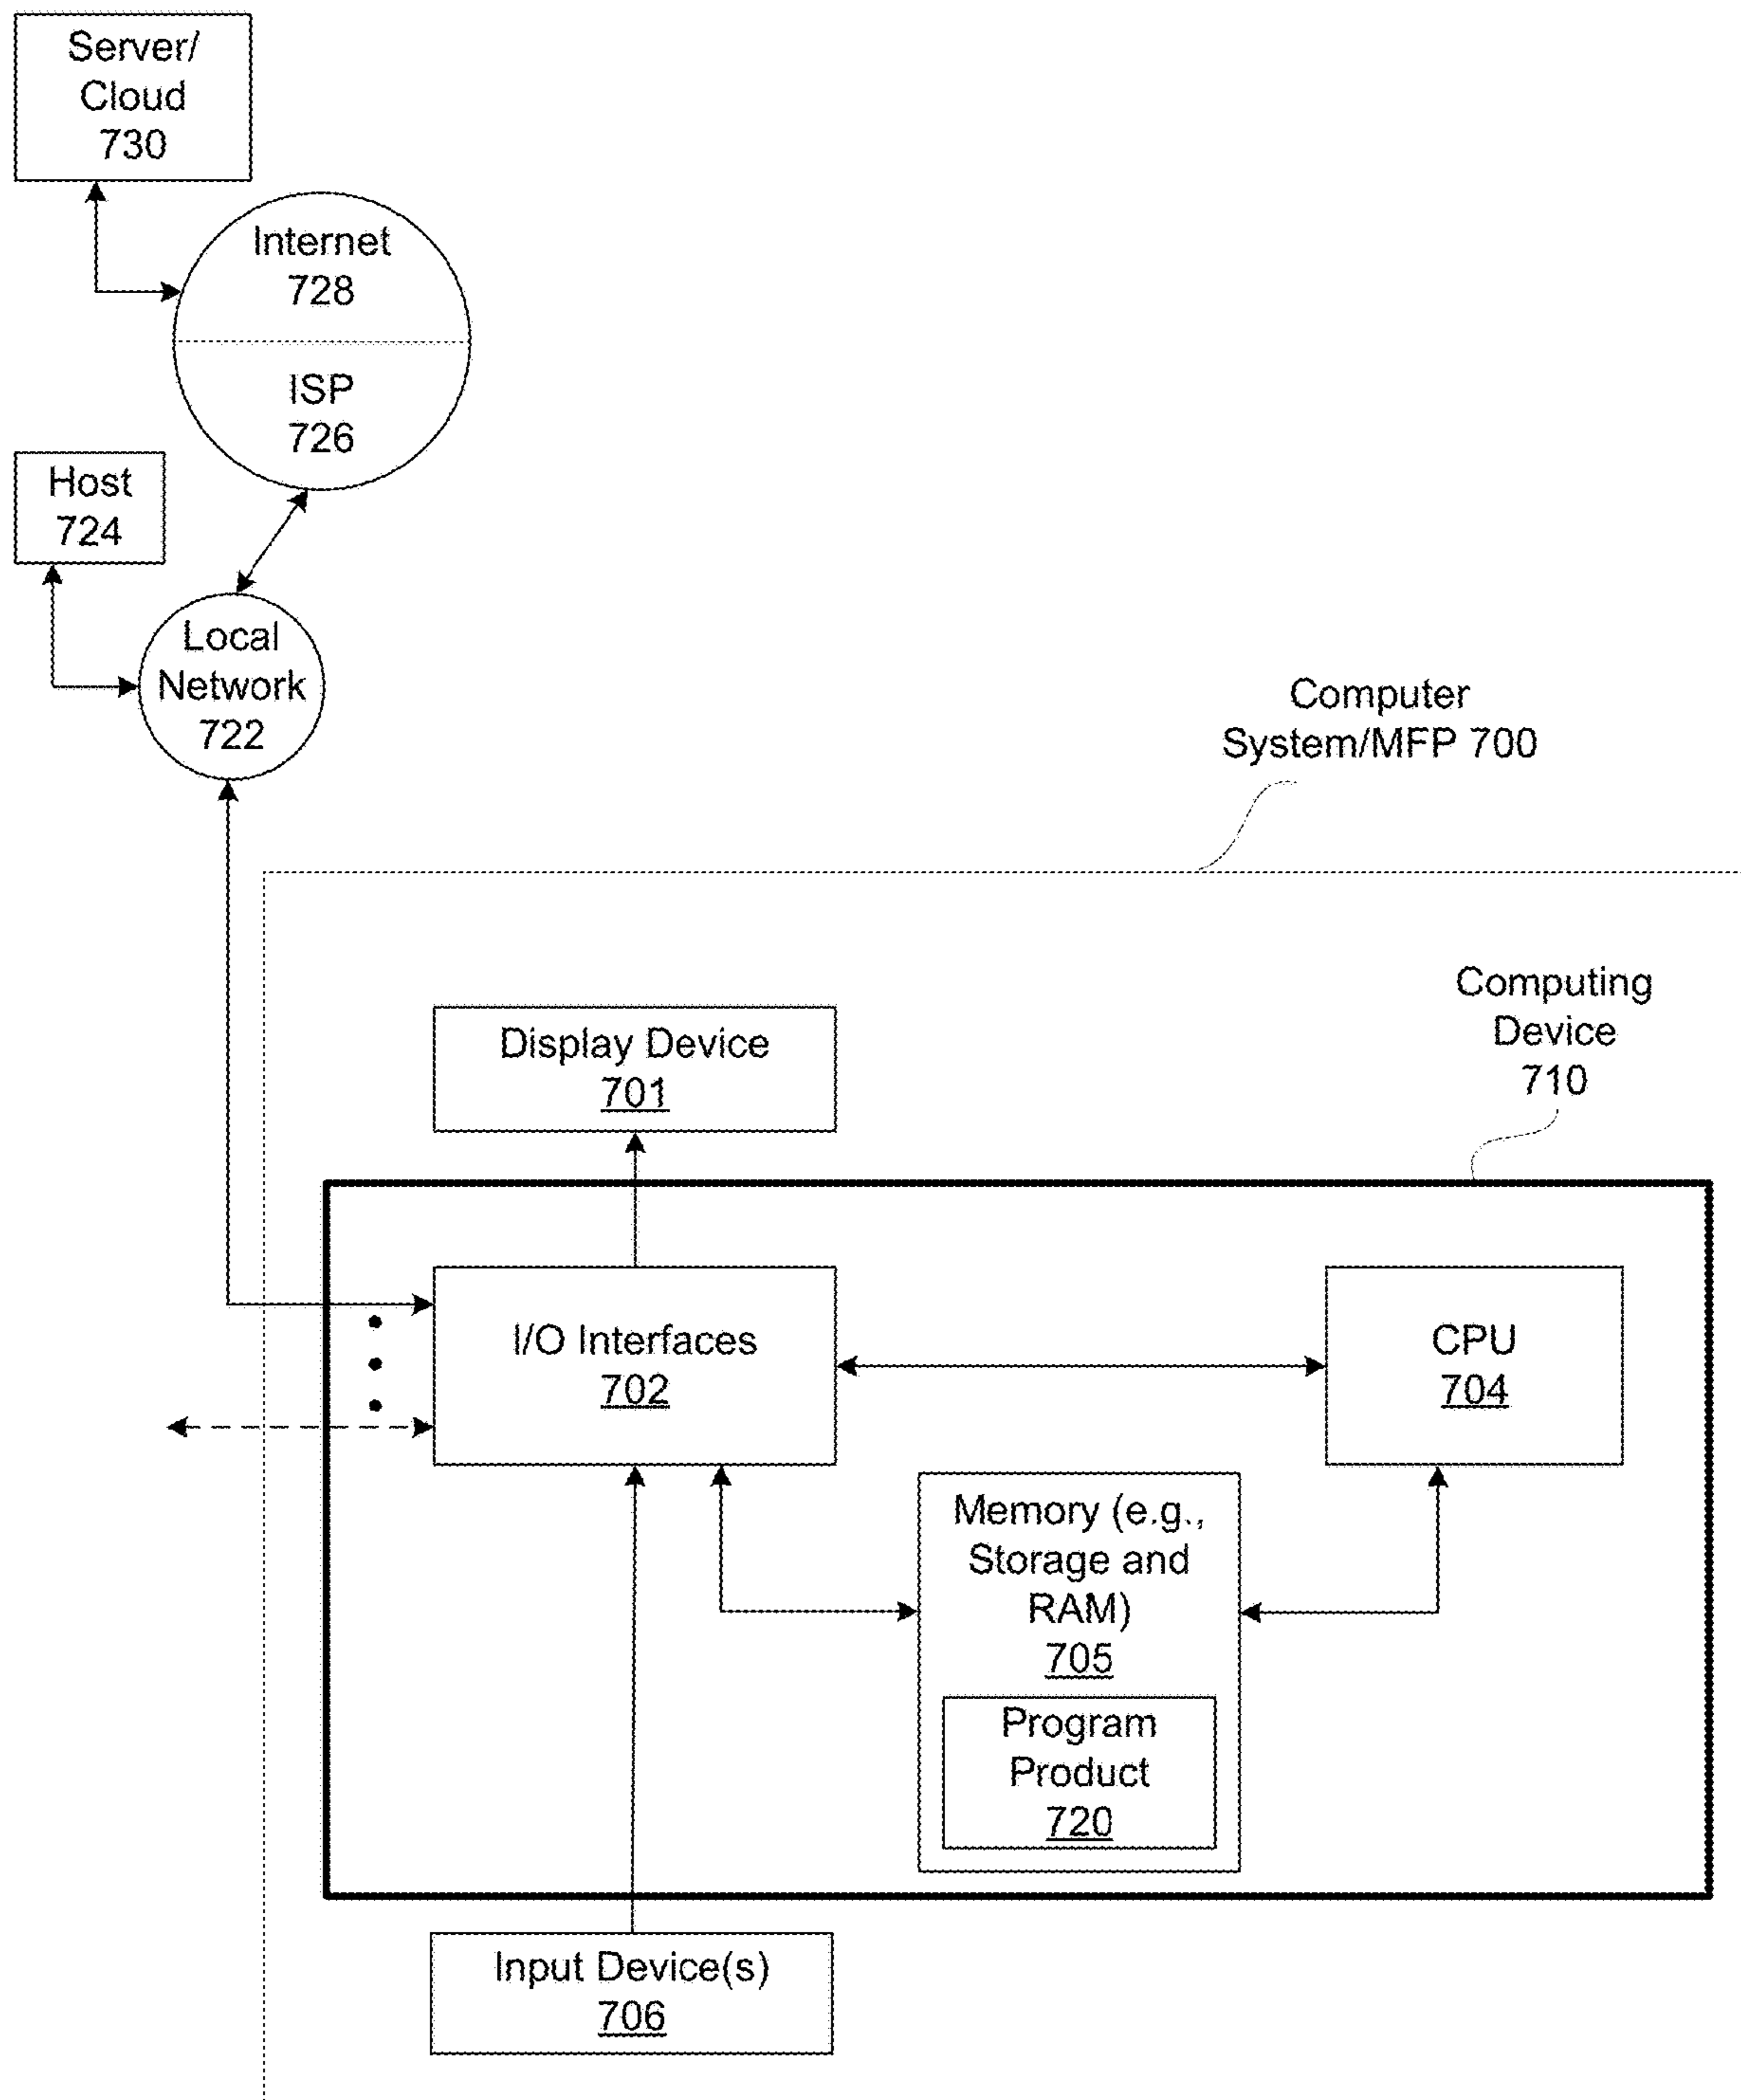 Server/
Cloud
730
Internet
728
ISP
726
Host
724
Local
Network
722
Computer
System/MFP 700
Computing
Device
710
Display Device
701
I/O Interfaces
702
CPU
704
Memory (e.g.,
Storage and
RAM)
705
Program
Product
720
Input Device(s)
706